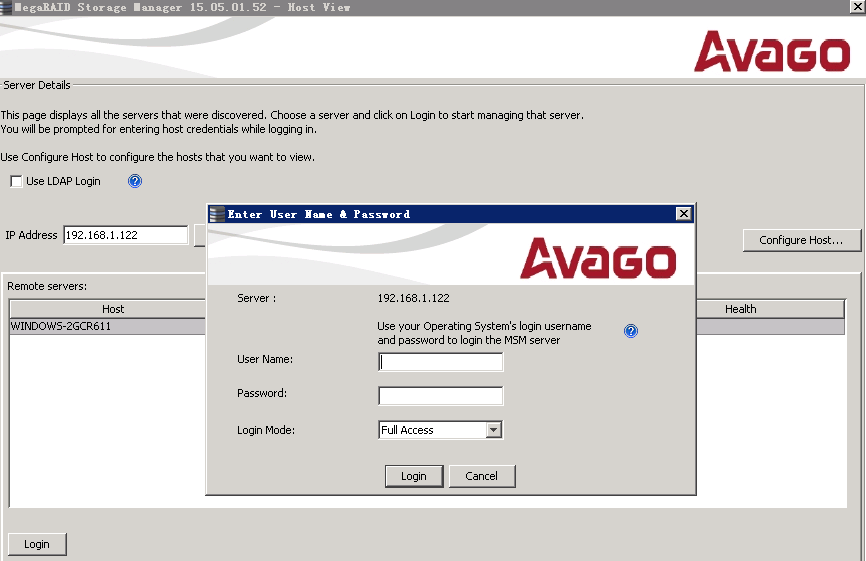 MegaRAID Storage Manager 15.05.01.52 - Host View
AVAGO
Server Details
This page displays all the servers that were discovered. Choose a server and click on Login to start managing that server.
You will be prompted for entering host credentials while logging in.
Use Configure Host to configure the hosts that you want to view.
Use LDAP Login
?
IP Address
192.168.1.122
Configure Host...
Remote servers:
Host
Health
WINDOWS-2GCR611
Login
Enter User Name & Password
AVAGO
Server :
192.168.1.122
Use your Operating System's login username
and password to login the MSM server
?
User Name:
Password:
Login Mode:
Full Access
Login
Cancel